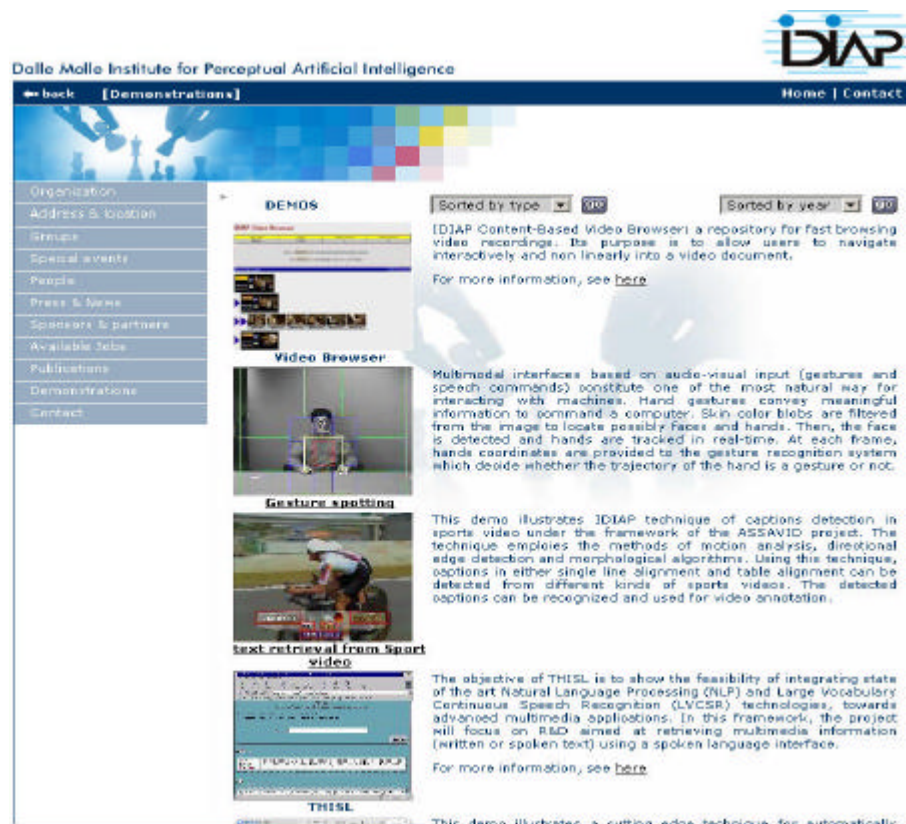 IDIAP
Dalle Molle Institute for Perceptual Artificial Intelligence
back [Demonstrations] Home | Contact
Organization
Address & location
Groups
Special events
People
Press & News
Sponsors & partners
Available Jobs
Publications
Demonstrations
Contact
DEMOS Sorted by type GO Sorted by year GO
IDIAP Content-Based Video Browser: a repository for fast browsing
video recordings. Its purpose is to allow users to navigate
interactively and non linearly into a video document.
For more information, see here
Video Browser
Multimodal interfaces based on audio-visual input (gestures and
speech commands) constitute one of the most natural way for
interacting with machines. Hand gestures convey meaningful
information to command a computer. Skin color blobs are filtered
from the image to locate possibly faces and hands. Then, the face
is detected and hands are tracked in real-time. At each frame,
hands coordinates are provided to the gesture recognition system
which decide whether the trajectory of the hand is a gesture or not.
Gesture spotting
This demo illustrates IDIAP technique of captions detection in
sports video under the framework of the ASSAVID project. The
technique emploies the methods of motion analysis, directional
edge detection and morphological algorithms. Using this technique,
captions in either single line alignment and table alignment can be
detected from different kinds of sports videos. The detected
captions can be recognized and used for video annotation.
text retrieval from Sport
video
The objective of THISL is to show the feasibility of integrating state
of the art Natural Language Processing (NLP) and Large Vocabulary
Continuous Speech Recognition (LVCSR) technologies, towards
advanced multimedia applications. In this framework, the project
will focus on R&D aimed at retrieving multimedia information
(written or spoken text) using a spoken language interface.
For more information, see here
THISL
This demo illustrates a cutting edge technique for automatically